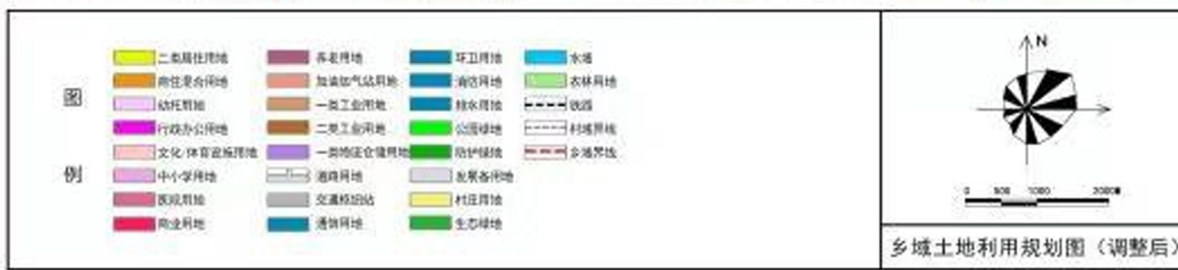 图例
二类居住用地
商住混合用地
幼托用地
行政办公用地
文化/体育设施用地
中小学用地
医院用地
商业用地
养老用地
加油加气站用地
一类工业用地
二类工业用地
一类物流仓储用地
道路用地
交通枢纽站
通信用地
环卫用地
消防用地
排水用地
公园绿地
防护绿地
发展备用地
村庄用地
生态绿地
水域
农林用地
铁路
村域界线
乡域界线
N
0 500 1000 2000
乡域土地利用规划图（调整后）